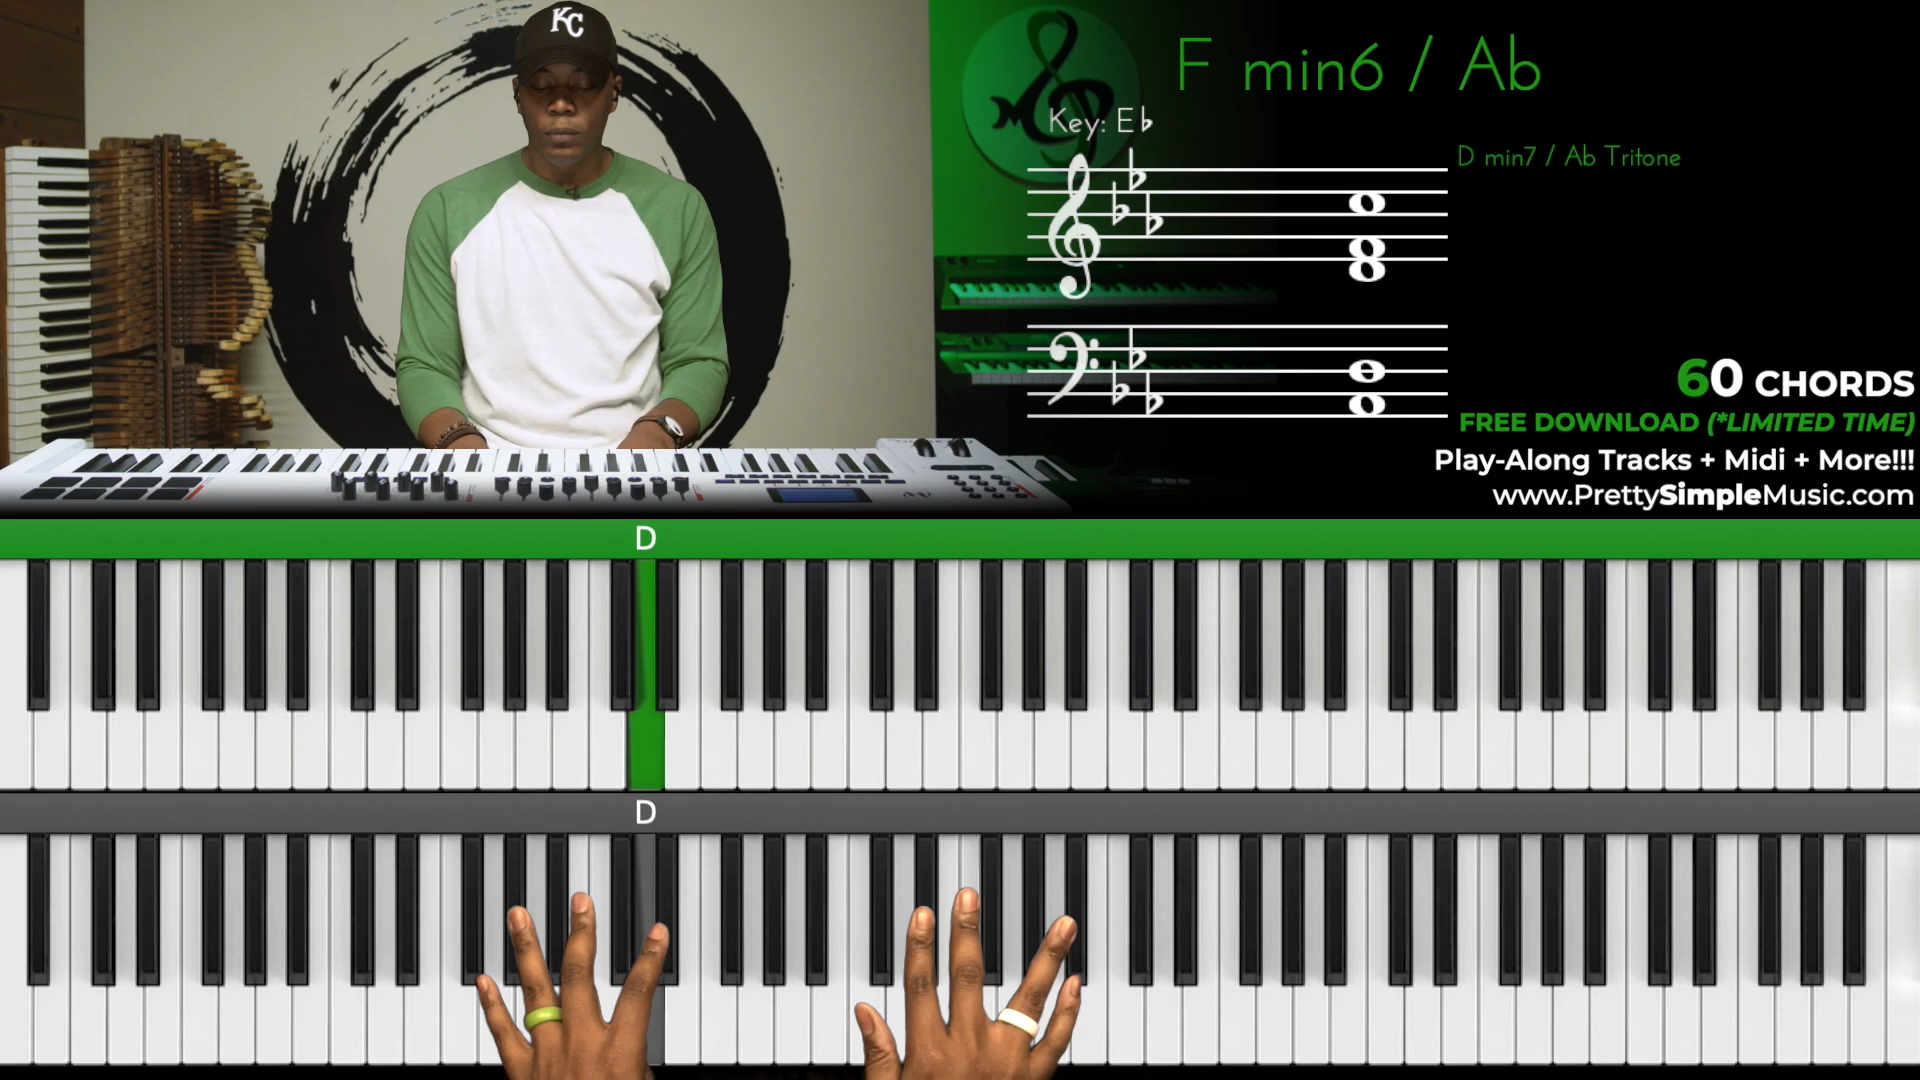 KC
F min6 / Ab
Key: E♭
D min7 / Ab Tritone
60 CHORDS
FREE DOWNLOAD (*LIMITED TIME)
Play-Along Tracks + Midi + More!!!
www.PrettySimpleMusic.com
D
D